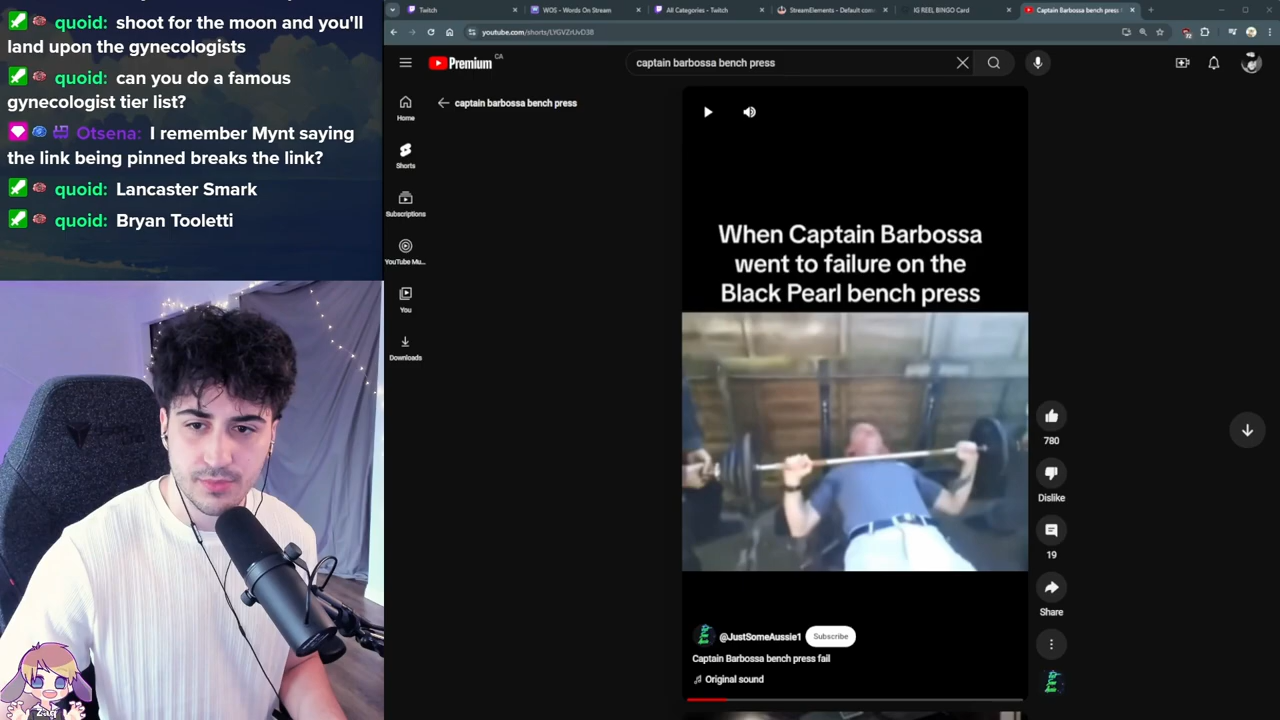 quoid: shoot for the moon and you'll
land upon the gynecologists
quoid: can you do a famous
gynecologist tier list?
Otsena: I remember Mynt saying
the link being pinned breaks the link?
quoid: Lancaster Smark
quoid: Bryan Tooletti
Zaq
Twitch
WOS - Words On Stream
All Categories - Twitch
StreamElements - Default com
IG REEL BINGO Card
Captain Barbossa bench press
youtube.com/shorts/LYGVZrUvD38
Premium CA
captain barbossa bench press
captain barbossa bench press
Home
Shorts
Subscriptions
YouTube Mu...
You
Downloads
When Captain Barbossa
went to failure on the
Black Pearl bench press
780
Dislike
19
Share
@JustSomeAussie1 Subscribe
Captain Barbossa bench press fail
Original sound